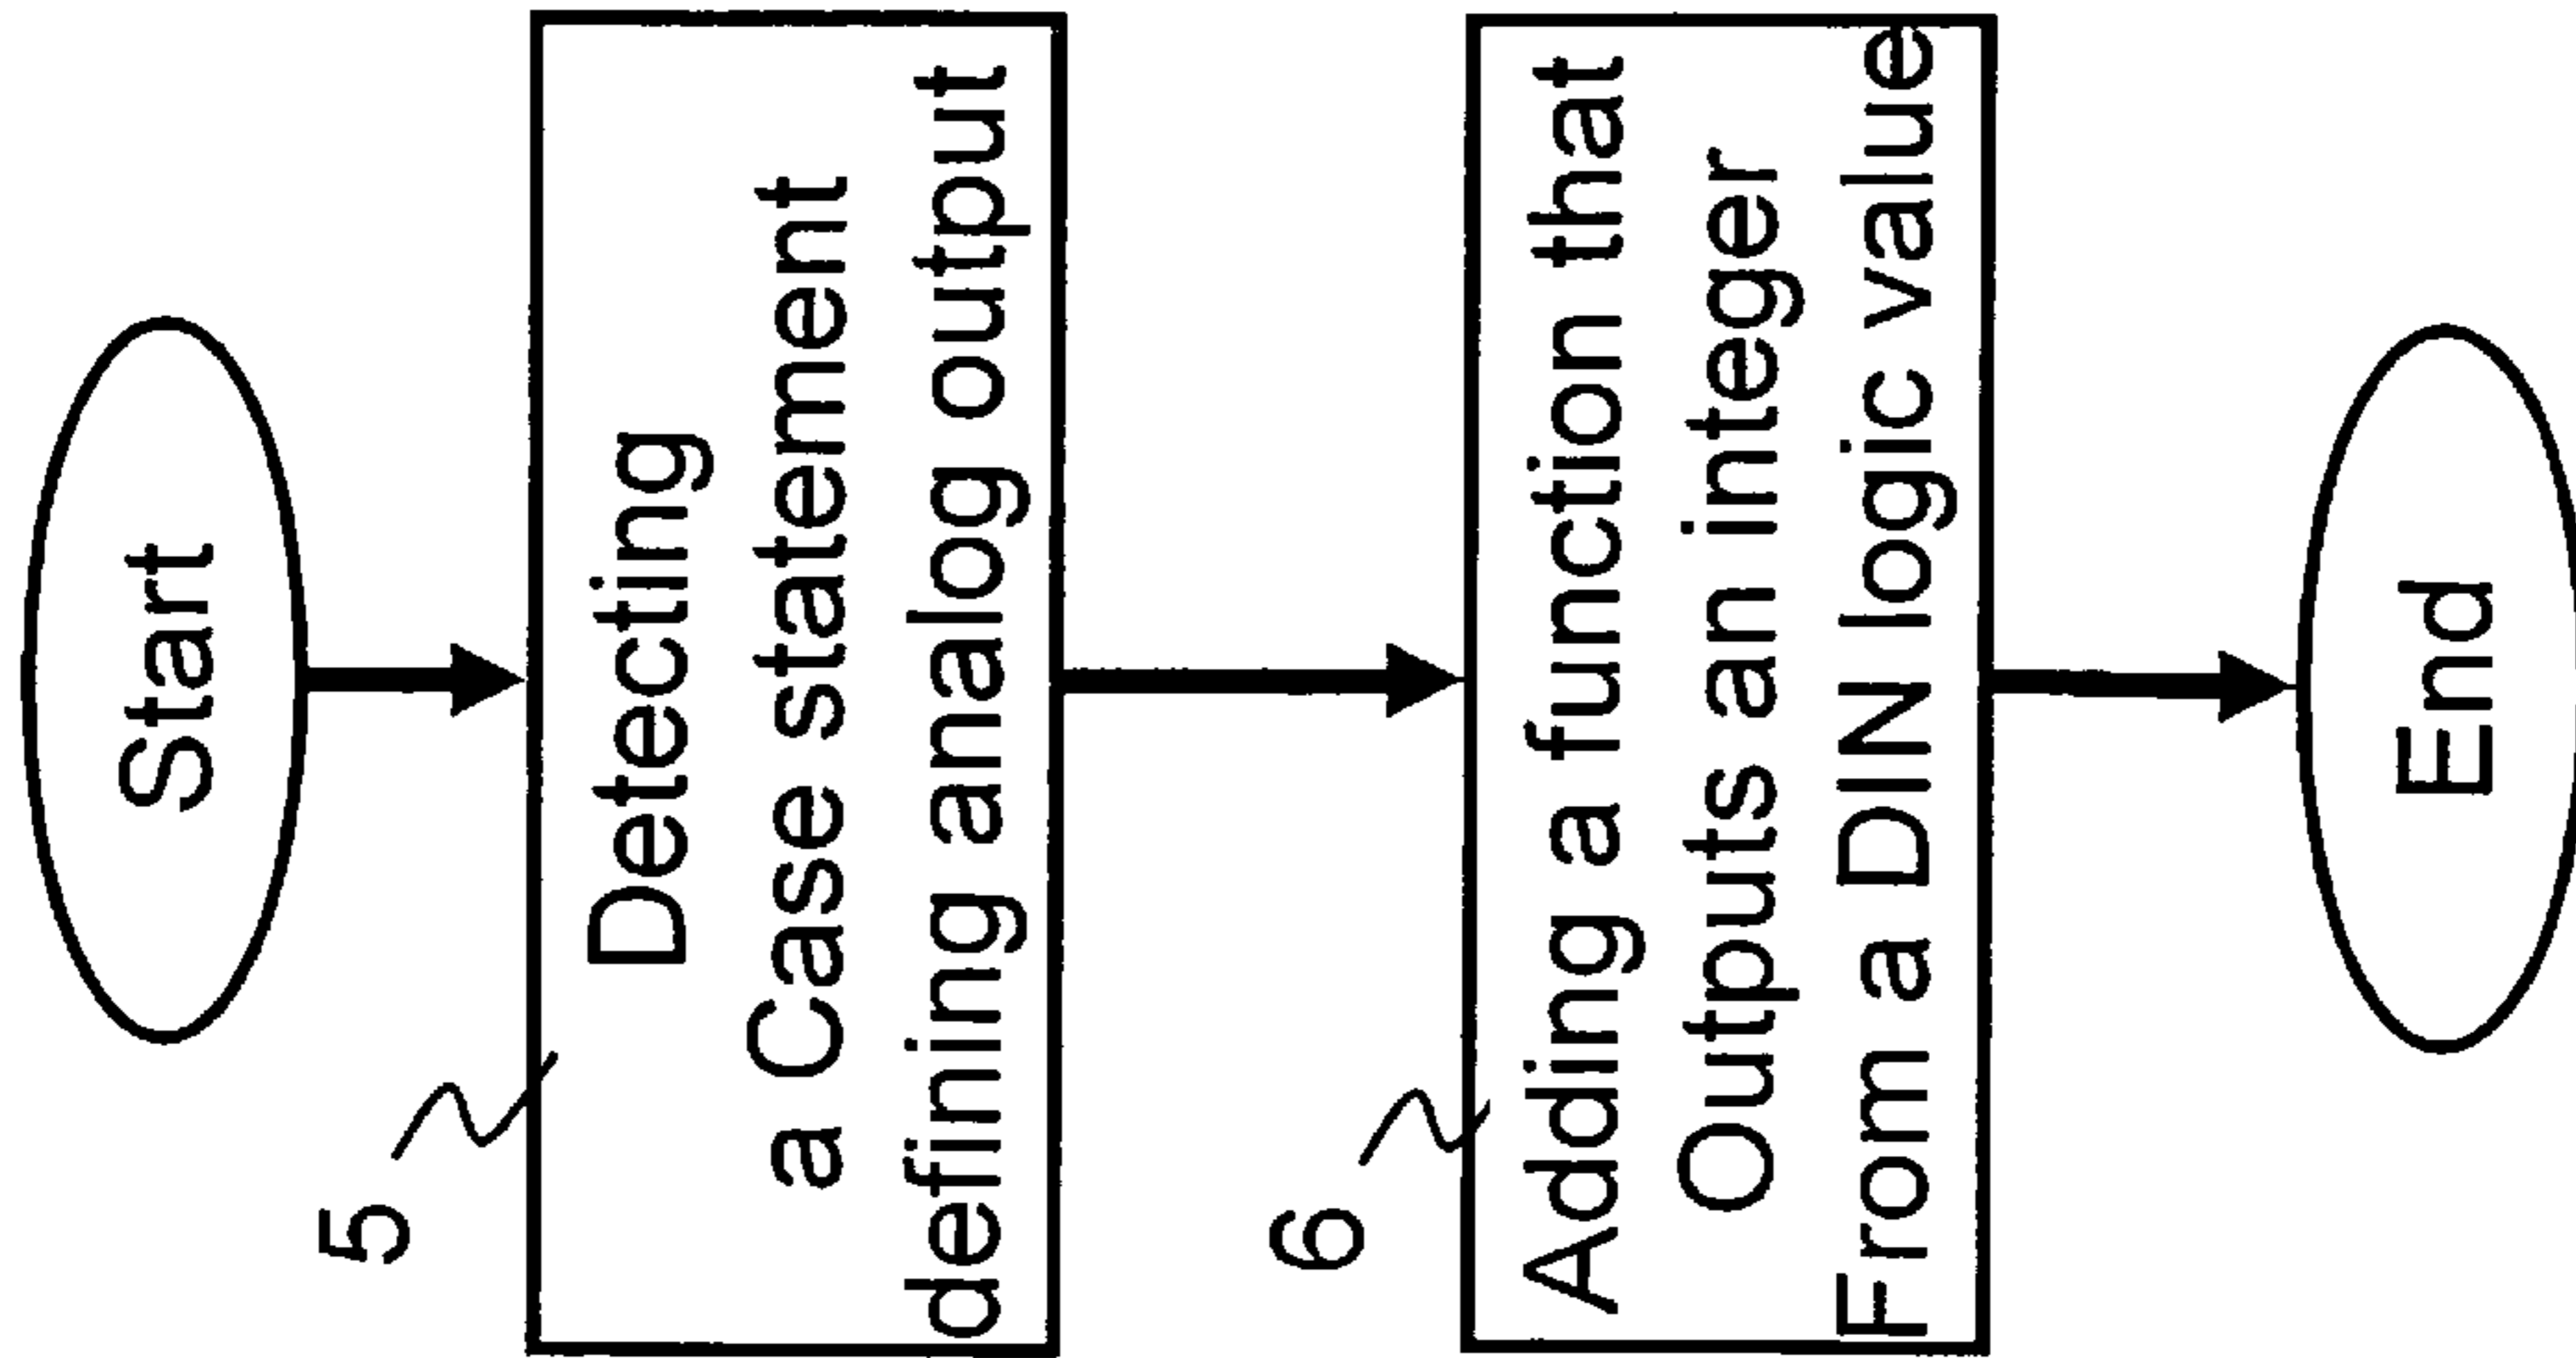 Start
5
Detecting
a Case statement
defining analog output
6
Adding a function that
Outputs an integer
From a DIN logic value
End